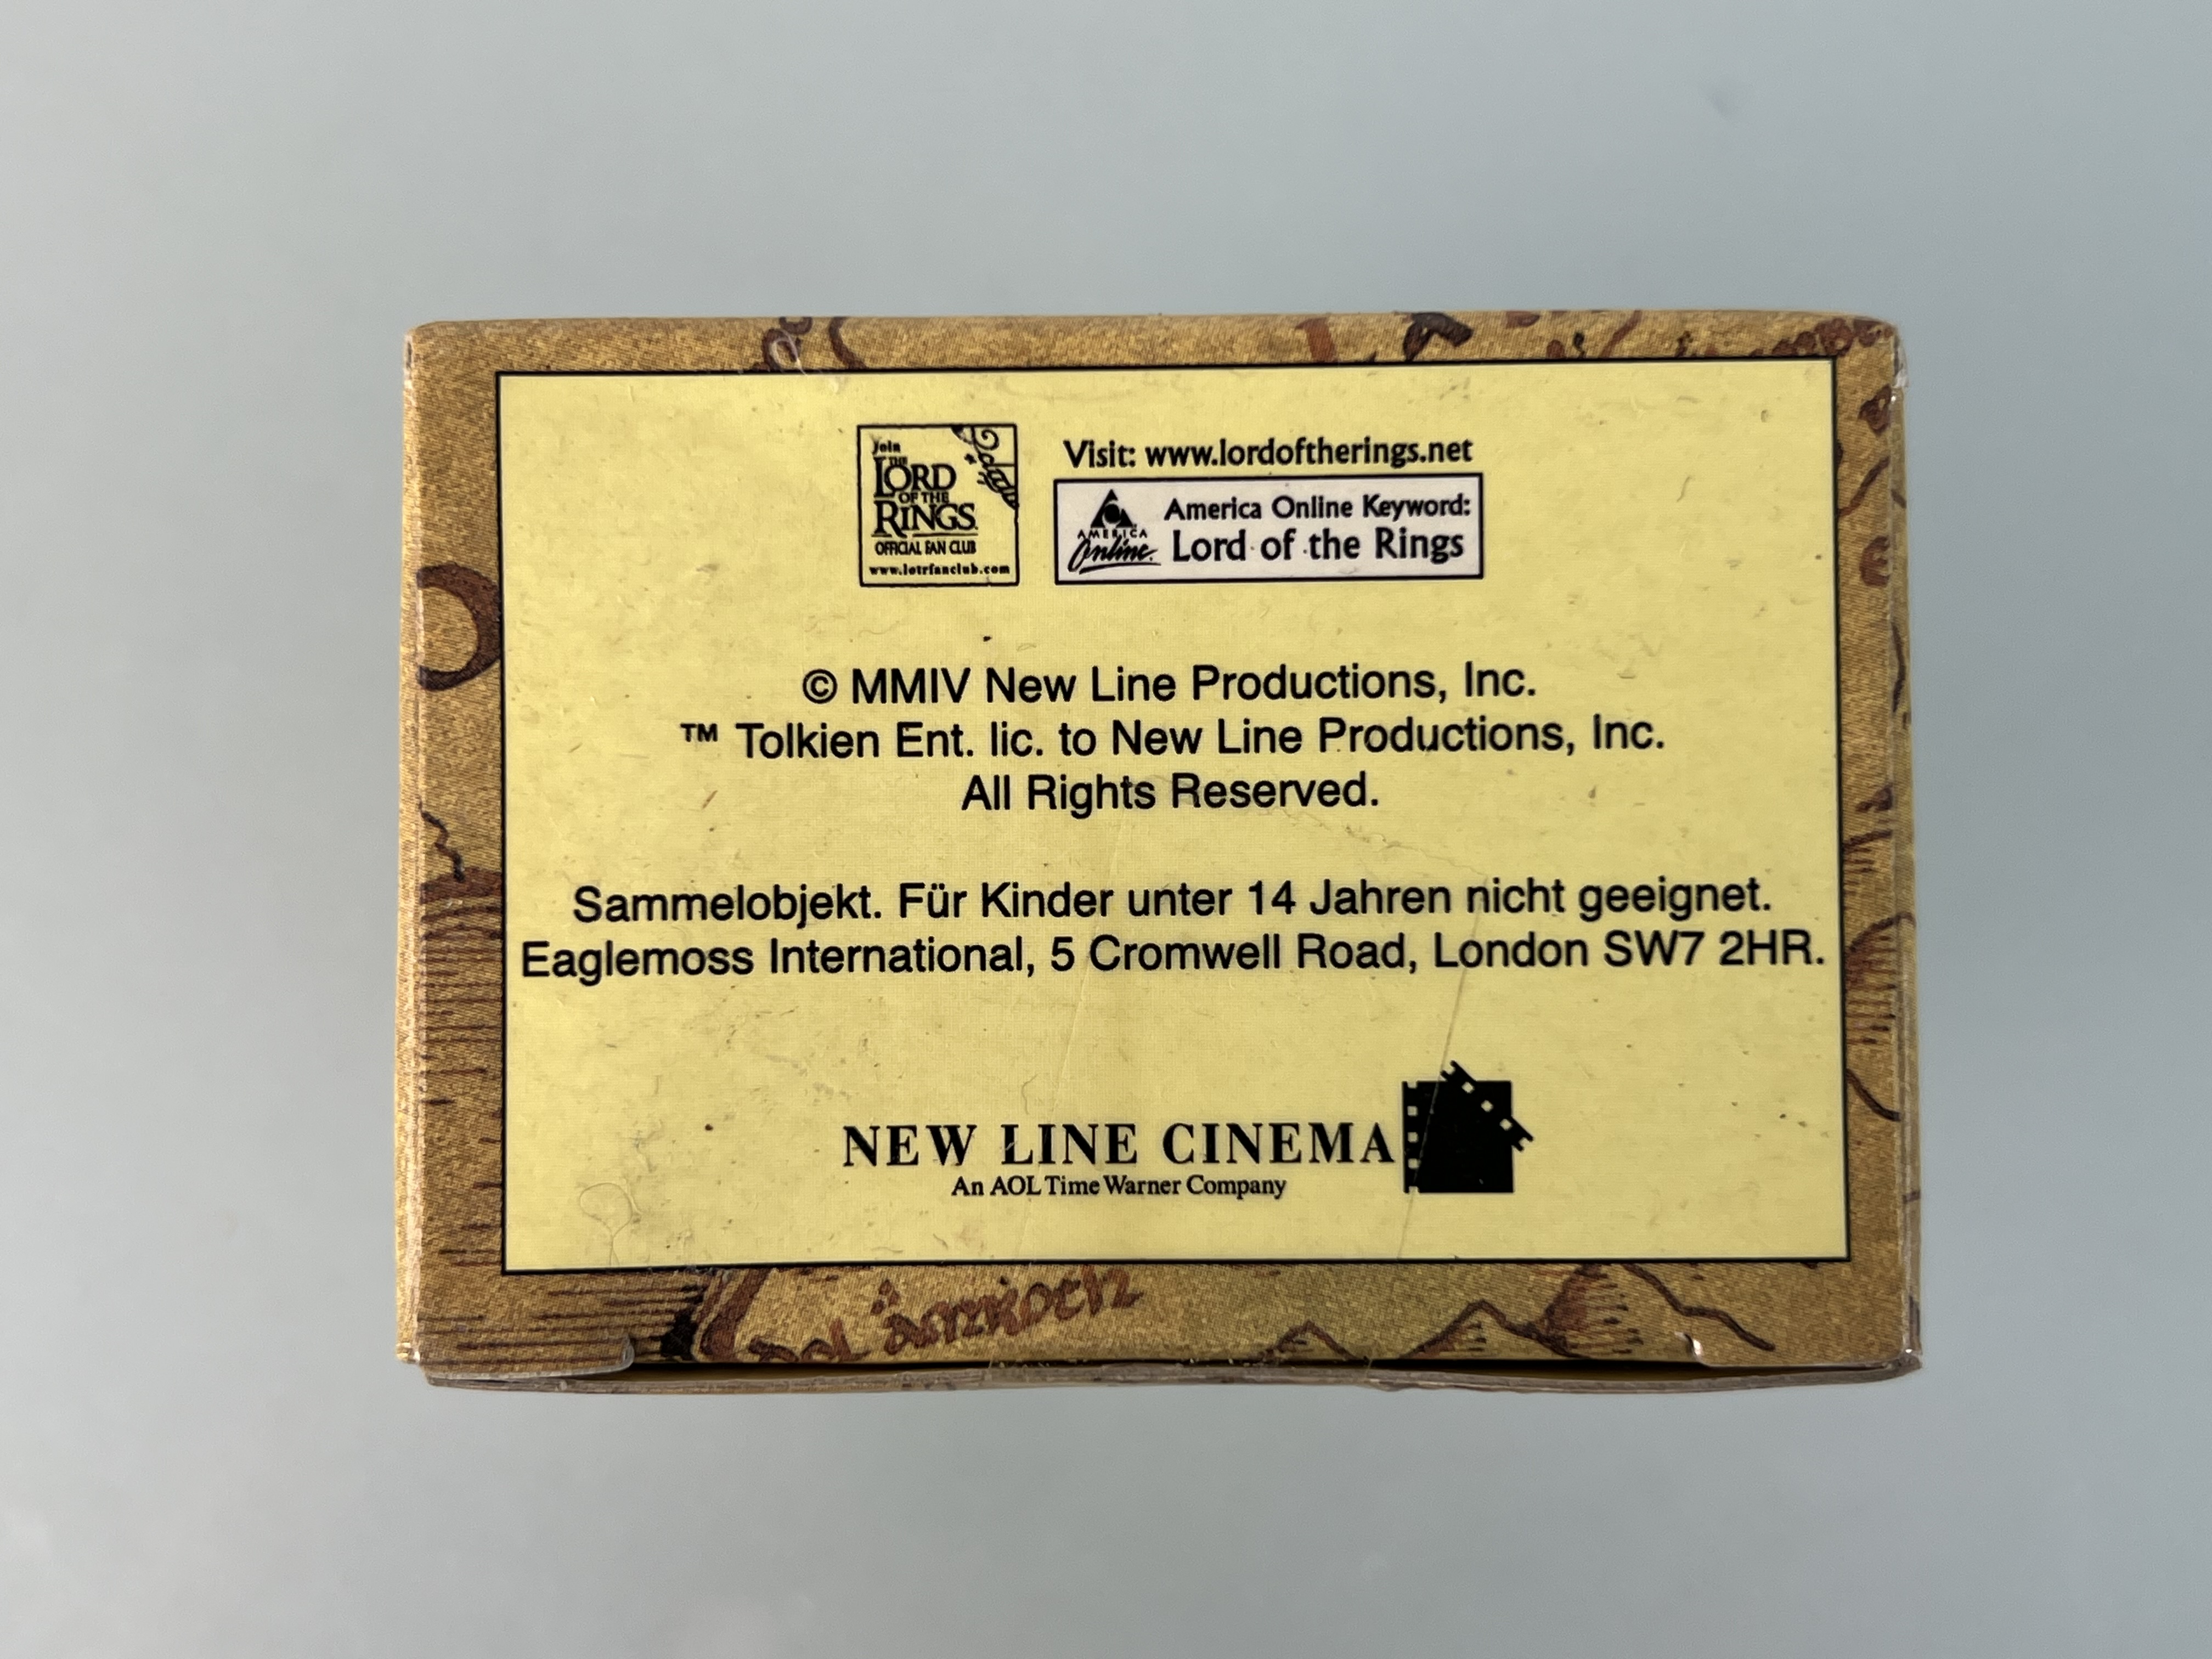 Join
THE
LORD
OF THE
RINGS
OFFICIAL FAN CLUB
www.lotrfanclub.com
Visit: www.lordoftherings.net
AMERICA
Online.
America Online Keyword:
Lord of the Rings
© MMIV New Line Productions, Inc.
™ Tolkien Ent. lic. to New Line Productions, Inc.
All Rights Reserved.
Sammelobjekt. Für Kinder unter 14 Jahren nicht geeignet.
Eaglemoss International, 5 Cromwell Road, London SW7 2HR.
NEW LINE CINEMA
An AOL Time Warner Company